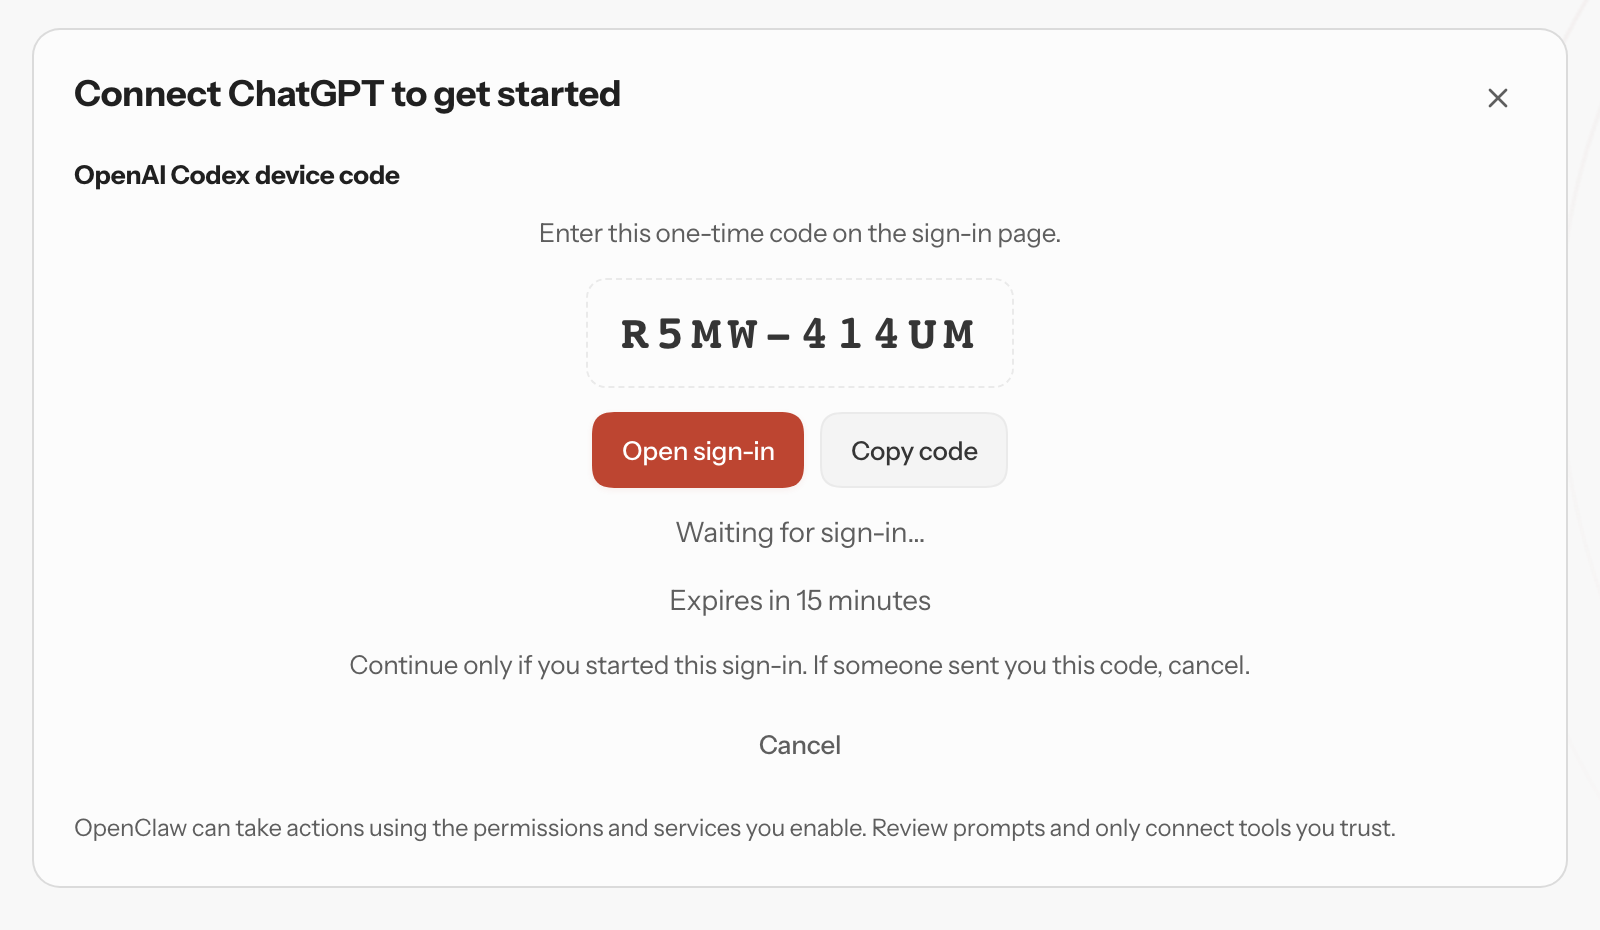 Connect ChatGPT to get started
OpenAI Codex device code
Enter this one-time code on the sign-in page.
R5MW-414UM
Open sign-in
Copy code
Waiting for sign-in...
Expires in 15 minutes
Continue only if you started this sign-in. If someone sent you this code, cancel.
Cancel
OpenClaw can take actions using the permissions and services you enable. Review prompts and only connect tools you trust.